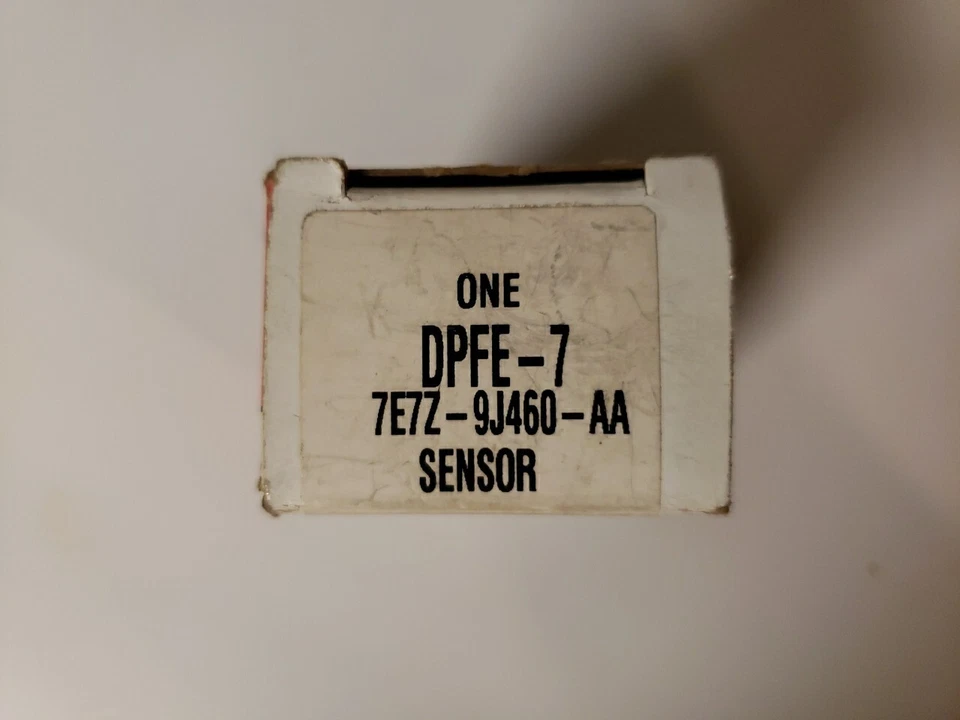 ONE
DPFE-7
7E7Z-9J460-AA
SENSOR